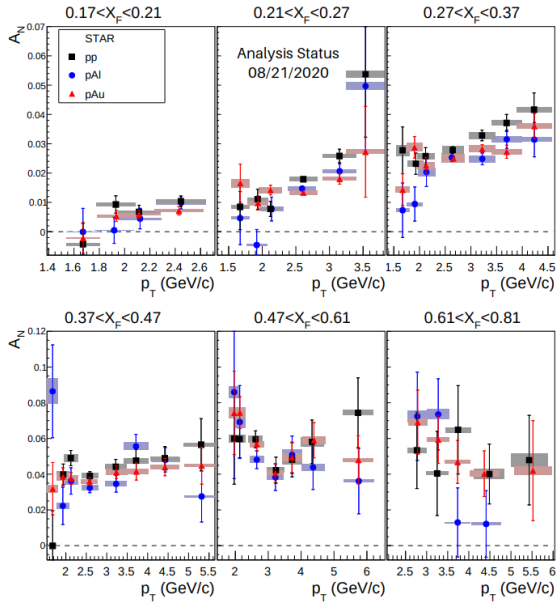 0.17<X_F<0.21
0.21<X_F<0.27
0.27<X_F<0.37
A_N
0.07
0.06
0.05
0.04
0.03
0.02
0.01
0
STAR
pp
pAl
pAu
Analysis Status
08/21/2020
1.4 1.6 1.8 2 2.2 2.4 2.6
p_T (GeV/c)
1.5 2 2.5 3 3.5
p_T (GeV/c)
1.5 2 2.5 3 3.5 4 4.5
p_T (GeV/c)
0.37<X_F<0.47
0.47<X_F<0.61
0.61<X_F<0.81
A_N
0.12
0.1
0.08
0.06
0.04
0.02
0
2 2.5 3 3.5 4 4.5 5 5.5
p_T (GeV/c)
2 3 4 5 6
p_T (GeV/c)
2.5 3 3.5 4 4.5 5 5.5 6
p_T (GeV/c)